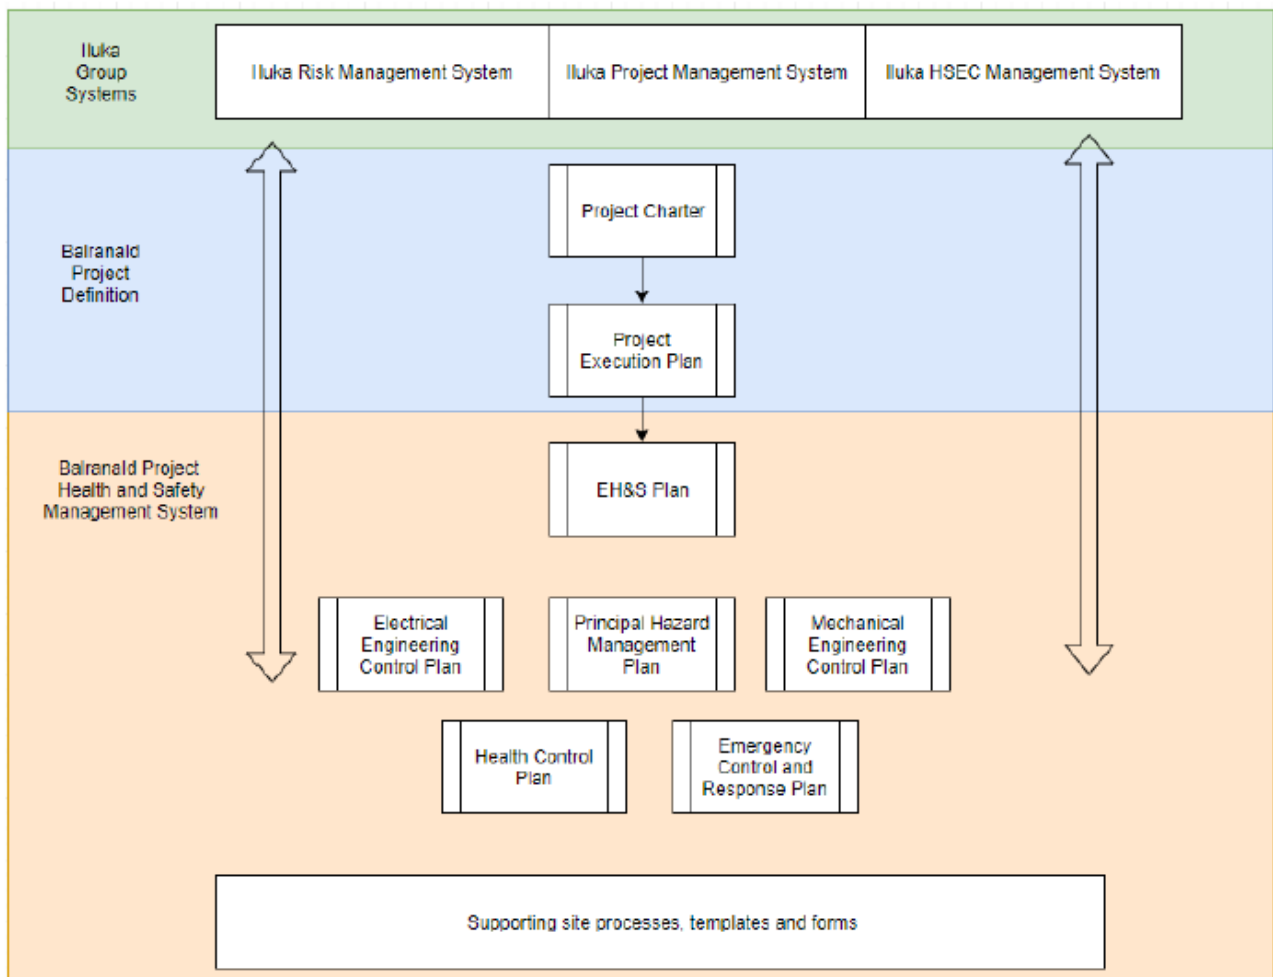 Iluka
Group
Systems
Iluka Risk Management System
Iluka Project Management System
Iluka HSEC Management System
Balranald
Project
Definition
Project Charter
Project
Execution Plan
Balranald Project
Health and Safety
Management System
EH&S Plan
Electrical
Engineering
Control Plan
Principal Hazard
Management
Plan
Mechanical
Engineering
Control Plan
Health Control
Plan
Emergency
Control and
Response Plan
Supporting site processes, templates and forms